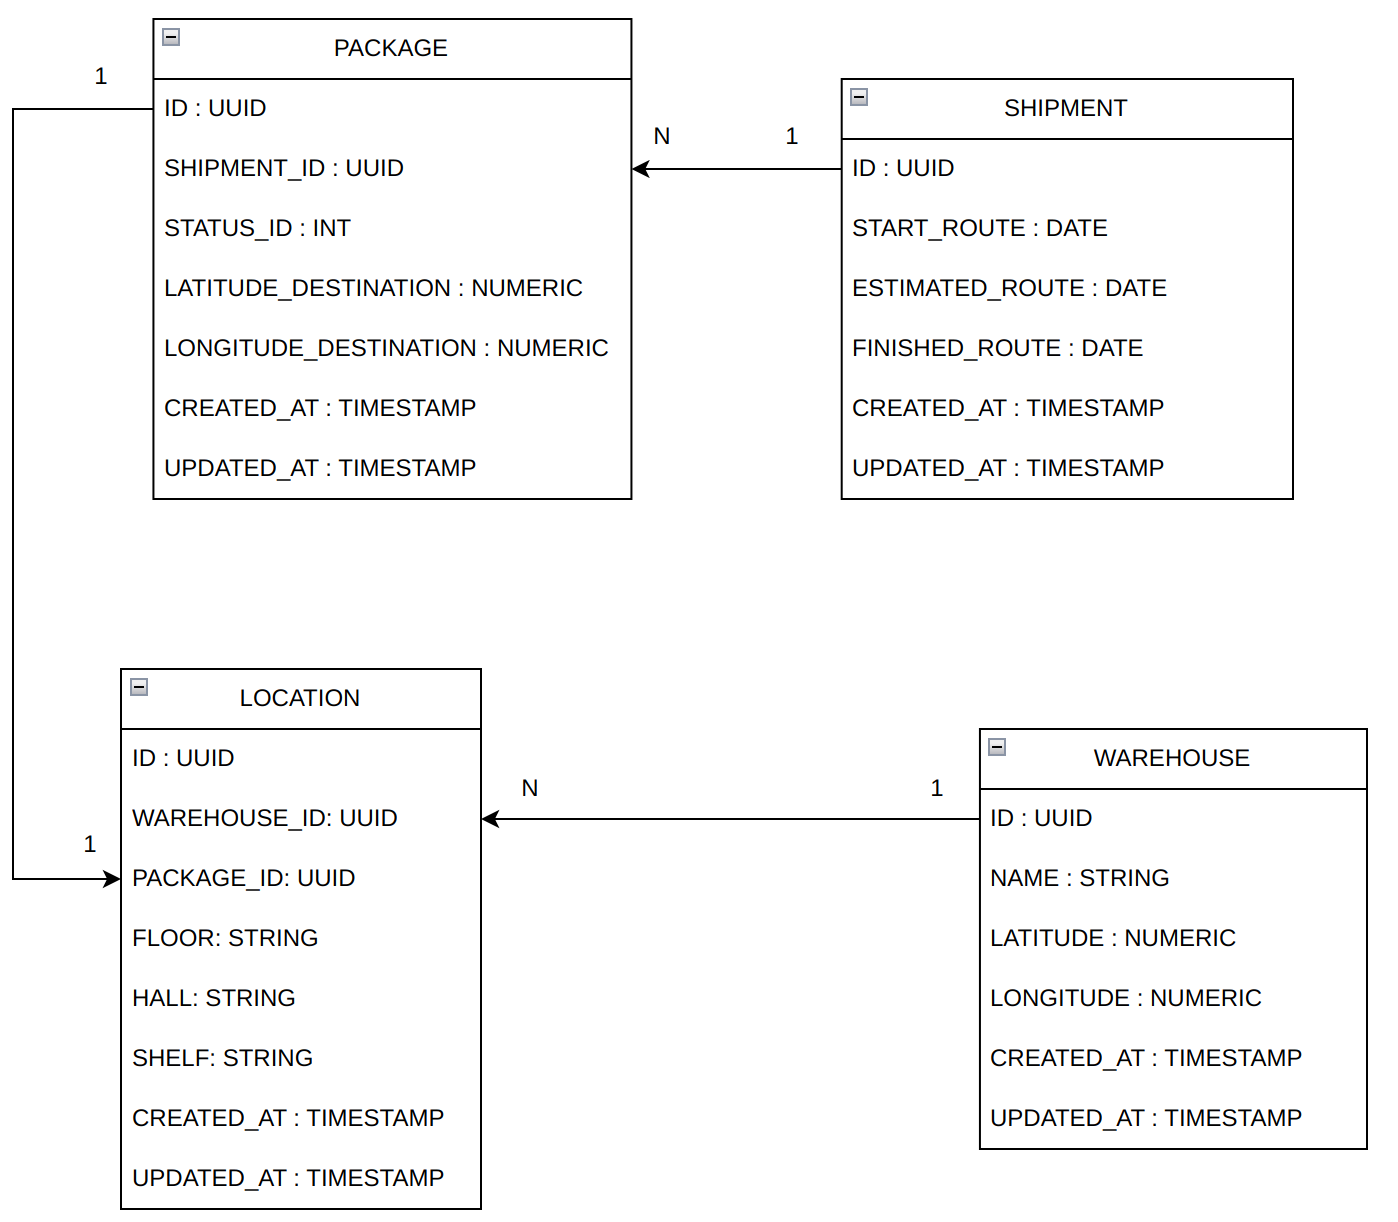 PACKAGE
1
ID : UUID
SHIPMENT_ID : UUID
STATUS_ID : INT
LATITUDE_DESTINATION : NUMERIC
LONGITUDE_DESTINATION : NUMERIC
CREATED_AT : TIMESTAMP
UPDATED_AT : TIMESTAMP
N
1
SHIPMENT
ID : UUID
START_ROUTE : DATE
ESTIMATED_ROUTE : DATE
FINISHED_ROUTE : DATE
CREATED_AT : TIMESTAMP
UPDATED_AT : TIMESTAMP
LOCATION
ID : UUID
WAREHOUSE_ID: UUID
1
PACKAGE_ID: UUID
FLOOR: STRING
HALL: STRING
SHELF: STRING
CREATED_AT : TIMESTAMP
UPDATED_AT : TIMESTAMP
N
1
WAREHOUSE
ID : UUID
NAME : STRING
LATITUDE : NUMERIC
LONGITUDE : NUMERIC
CREATED_AT : TIMESTAMP
UPDATED_AT : TIMESTAMP